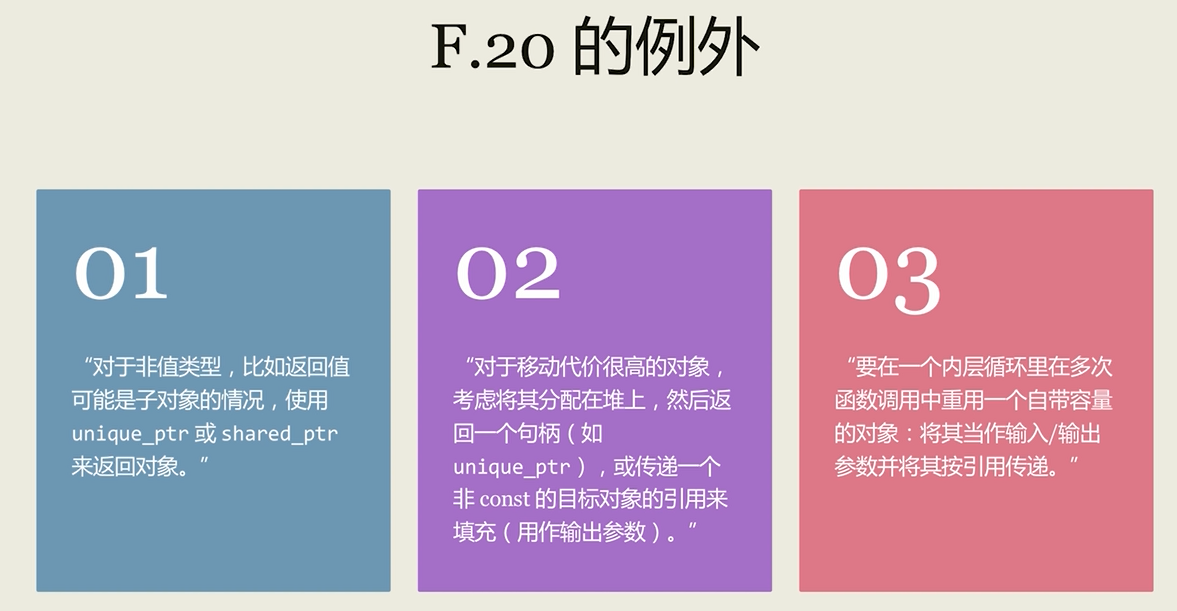 F.20 的例外
01
“对于非值类型，比如返回值
可能是子对象的情况，使用
unique_ptr 或 shared_ptr
来返回对象。”
02
“对于移动代价很高的对象，
考虑将其分配在堆上，然后返
回一个句柄（如
unique_ptr），或传递一个
非 const 的目标对象的引用来
填充（用作输出参数）。”
03
“要在一个内层循环里在多次
函数调用中重用一个自带容量
的对象：将其当作输入/输出
参数并将其按引用传递。”